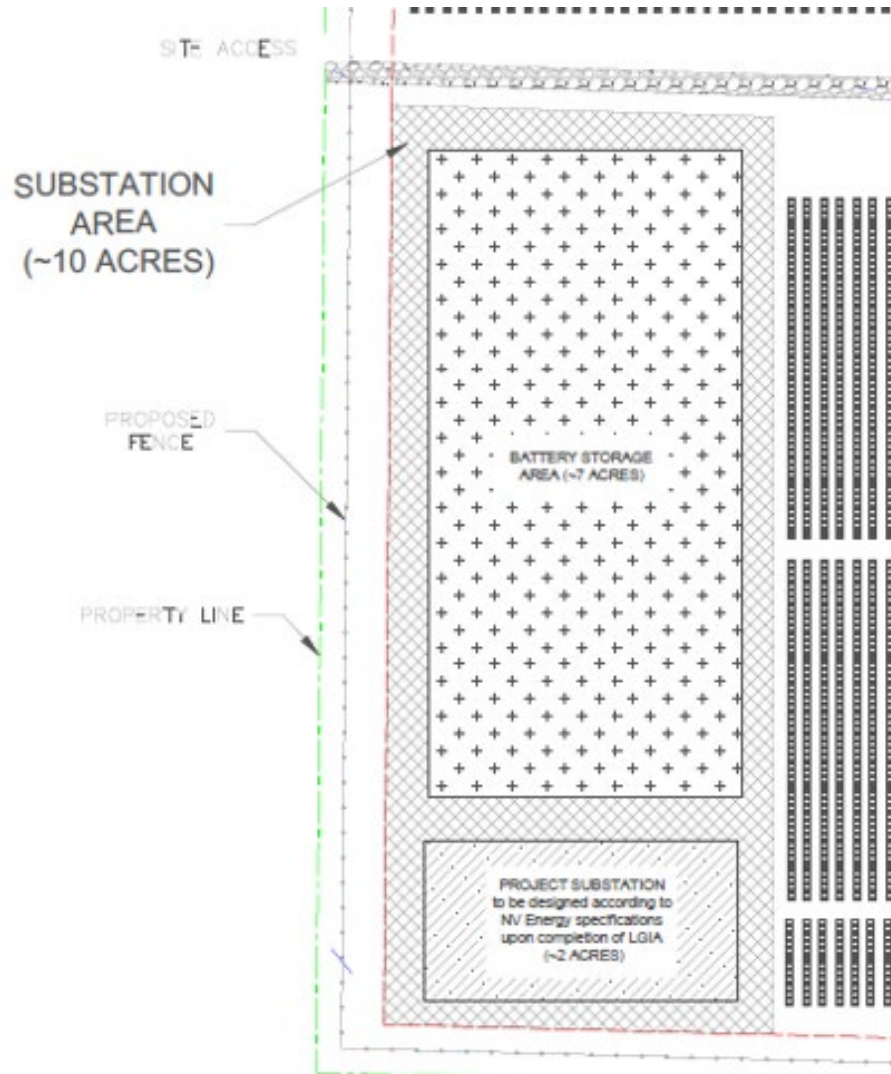 SITE ACCESS
SUBSTATION
AREA
(~10 ACRES)
PROPOSED
FENCE
BATTERY STORAGE
AREA (~7 ACRES)
PROPERTY LINE
PROJECT SUBSTATION
to be designed according to
NV Energy specifications
upon completion of LGIA
(~2 ACRES)